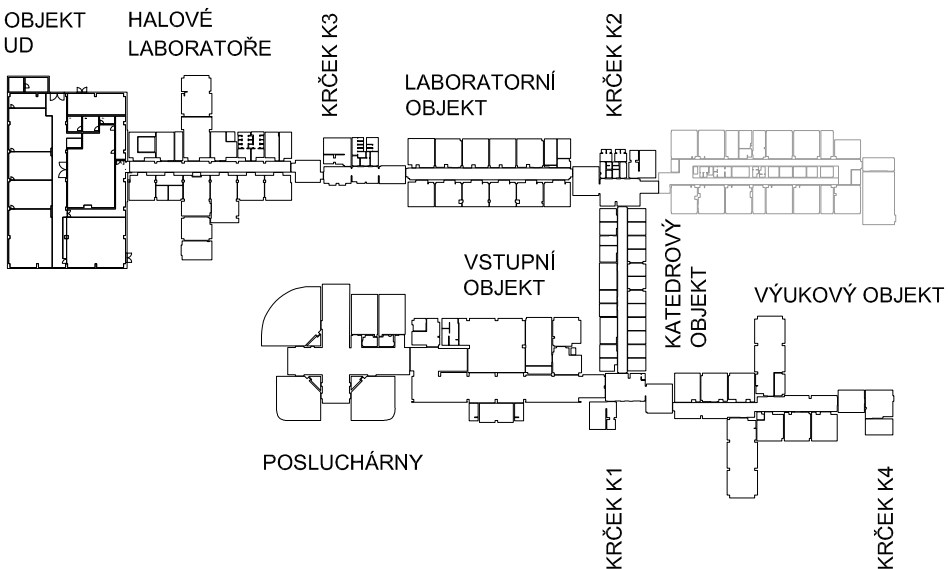 OBJEKT
UD
HALOVÉ
LABORATOŘE
KRČEK K3
LABORATORNÍ
OBJEKT
KRČEK K2
VSTUPNÍ
OBJEKT
KATEDROVÝ
OBJEKT
VÝUKOVÝ OBJEKT
POSLUCHÁRNY
KRČEK K1
KRČEK K4